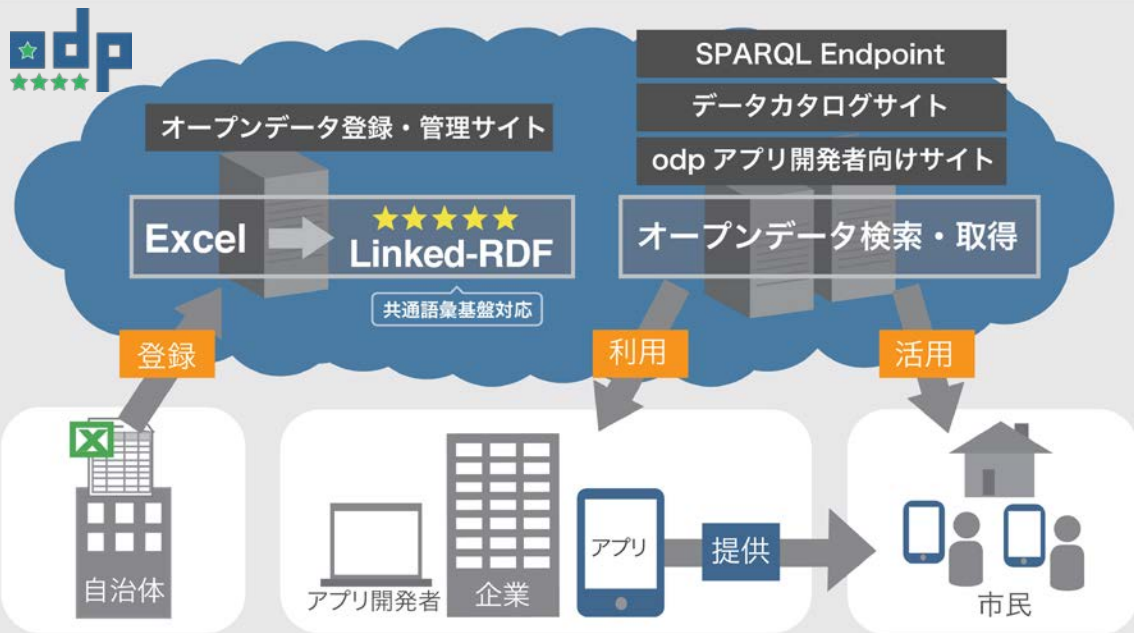 odp
SPARQL Endpoint
データカタログサイト
odp アプリ開発者向けサイト
オープンデータ登録・管理サイト
Excel
Linked-RDF
共通語彙基盤対応
オープンデータ検索・取得
登録
利用
活用
X
自治体
アプリ開発者
企業
アプリ
提供
市民